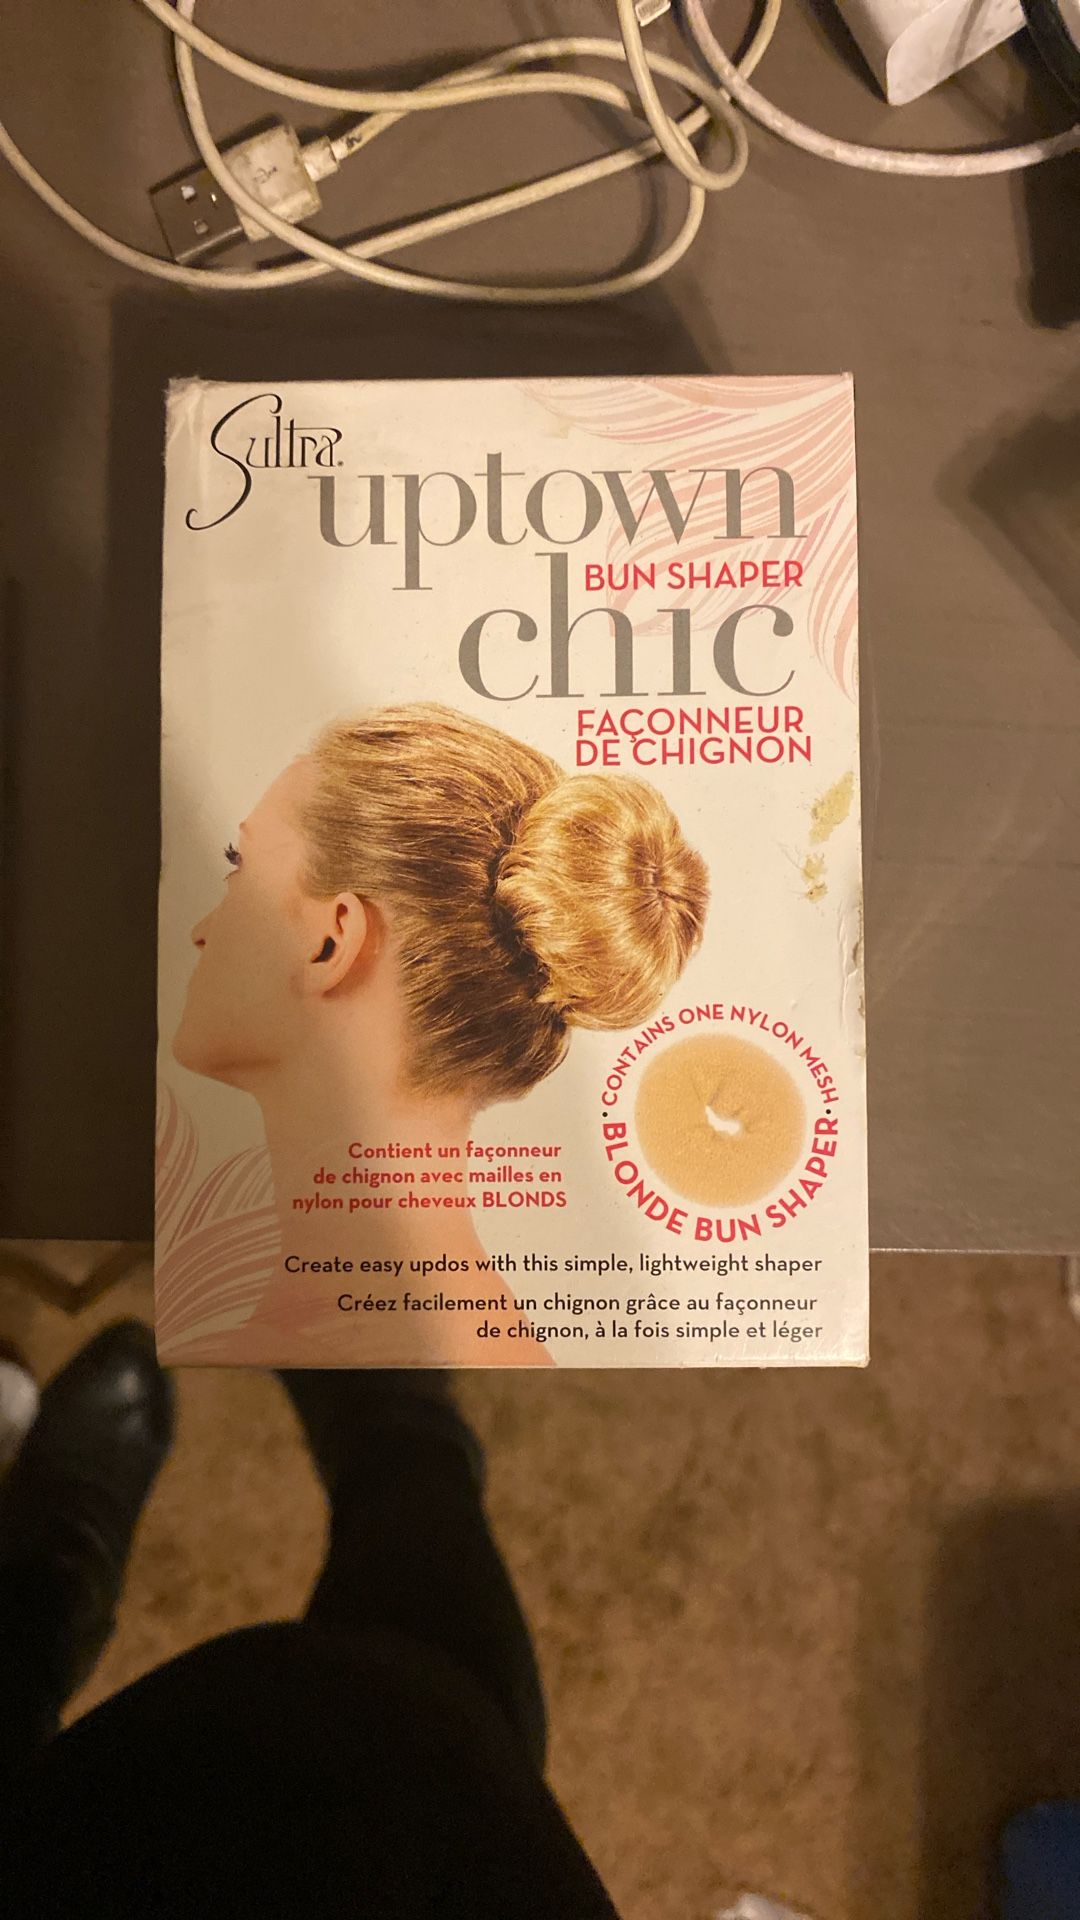 Sultra.
uptown
BUN SHAPER
chic
FAÇONNEUR
DE CHIGNON
• CONTAINS ONE NYLON MESH •
BLONDE BUN SHAPER
Contient un façonneur
de chignon avec mailles en
nylon pour cheveux BLONDS
Create easy updos with this simple, lightweight shaper
Créez facilement un chignon grâce au façonneur
de chignon, à la fois simple et léger